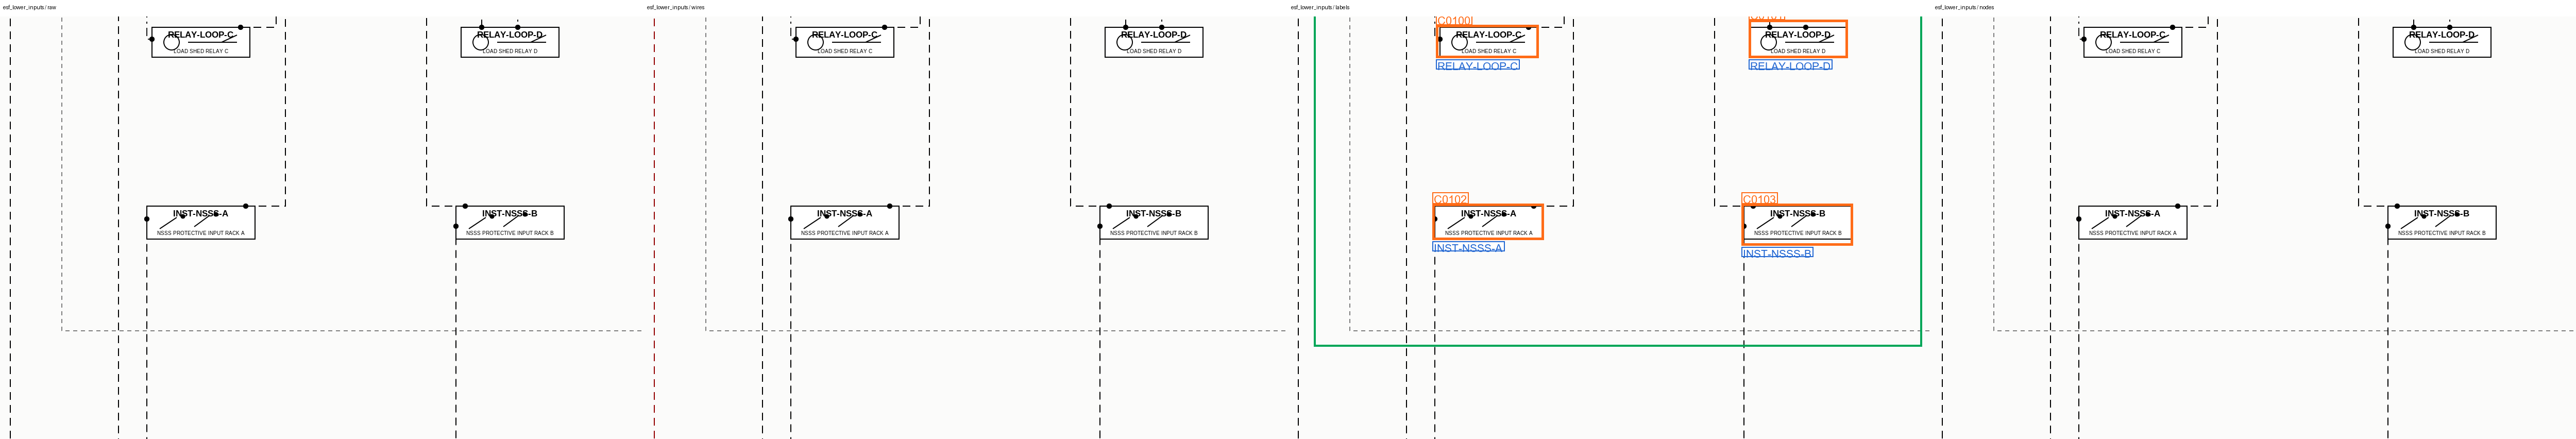 esf_lower_inputs / raw
RELAY-LOOP-C
LOAD SHED RELAY C
RELAY-LOOP-D
LOAD SHED RELAY D
INST-NSSS-A
NSSS PROTECTIVE INPUT RACK A
INST-NSSS-B
NSSS PROTECTIVE INPUT RACK B
esf_lower_inputs / wires
RELAY-LOOP-C
LOAD SHED RELAY C
RELAY-LOOP-D
LOAD SHED RELAY D
INST-NSSS-A
NSSS PROTECTIVE INPUT RACK A
INST-NSSS-B
NSSS PROTECTIVE INPUT RACK B
esf_lower_inputs / labels
C0100
RELAY-LOOP-C
LOAD SHED RELAY C
RELAY-LOOP-C
RELAY-LOOP-D
LOAD SHED RELAY D
RELAY-LOOP-D
C0102
INST-NSSS-A
NSSS PROTECTIVE INPUT RACK A
INST-NSSS-A
C0103
INST-NSSS-B
NSSS PROTECTIVE INPUT RACK B
INST-NSSS-B
esf_lower_inputs / nodes
RELAY-LOOP-C
LOAD SHED RELAY C
RELAY-LOOP-D
LOAD SHED RELAY D
INST-NSSS-A
NSSS PROTECTIVE INPUT RACK A
INST-NSSS-B
NSSS PROTECTIVE INPUT RACK B